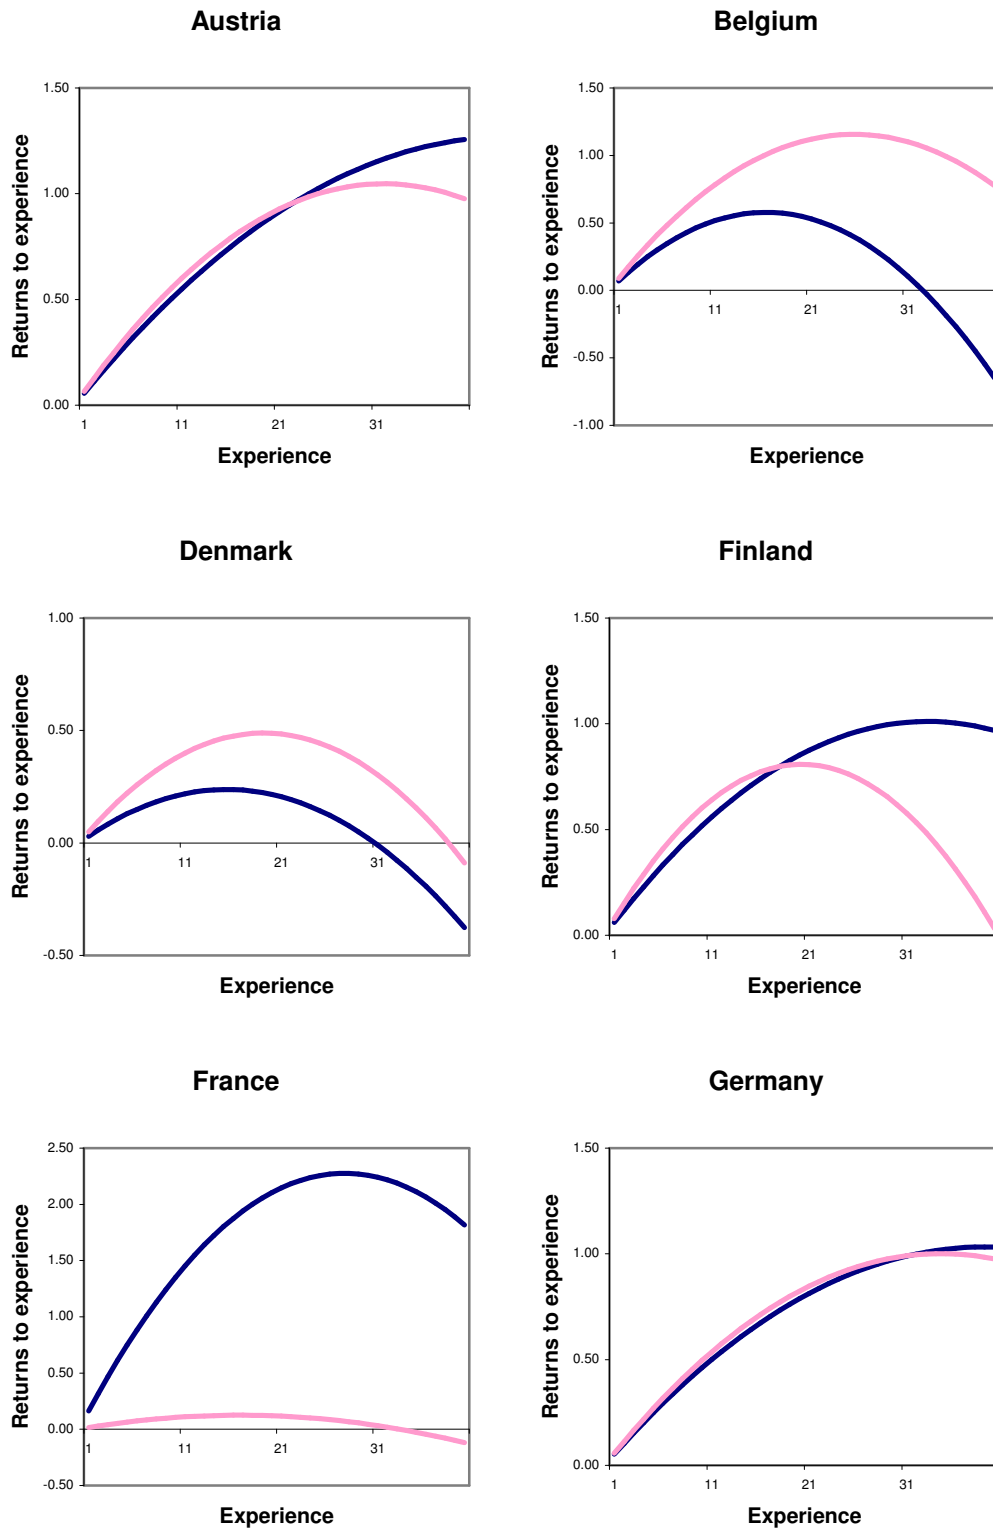 Austria
1.50
1.00
0.50
0.00
Returns to experience
1 11 21 31
Experience
Belgium
1.50
1.00
0.50
0.00
-0.50
-1.00
Returns to experience
1 11 21 31
Experience
Denmark
1.00
0.50
0.00
-0.50
Returns to experience
1 11 21 31
Experience
Finland
1.50
1.00
0.50
0.00
Returns to experience
1 11 21 31
Experience
France
2.50
2.00
1.50
1.00
0.50
0.00
-0.50
Returns to experience
1 11 21 31
Experience
Germany
1.50
1.00
0.50
0.00
Returns to experience
1 11 21 31
Experience